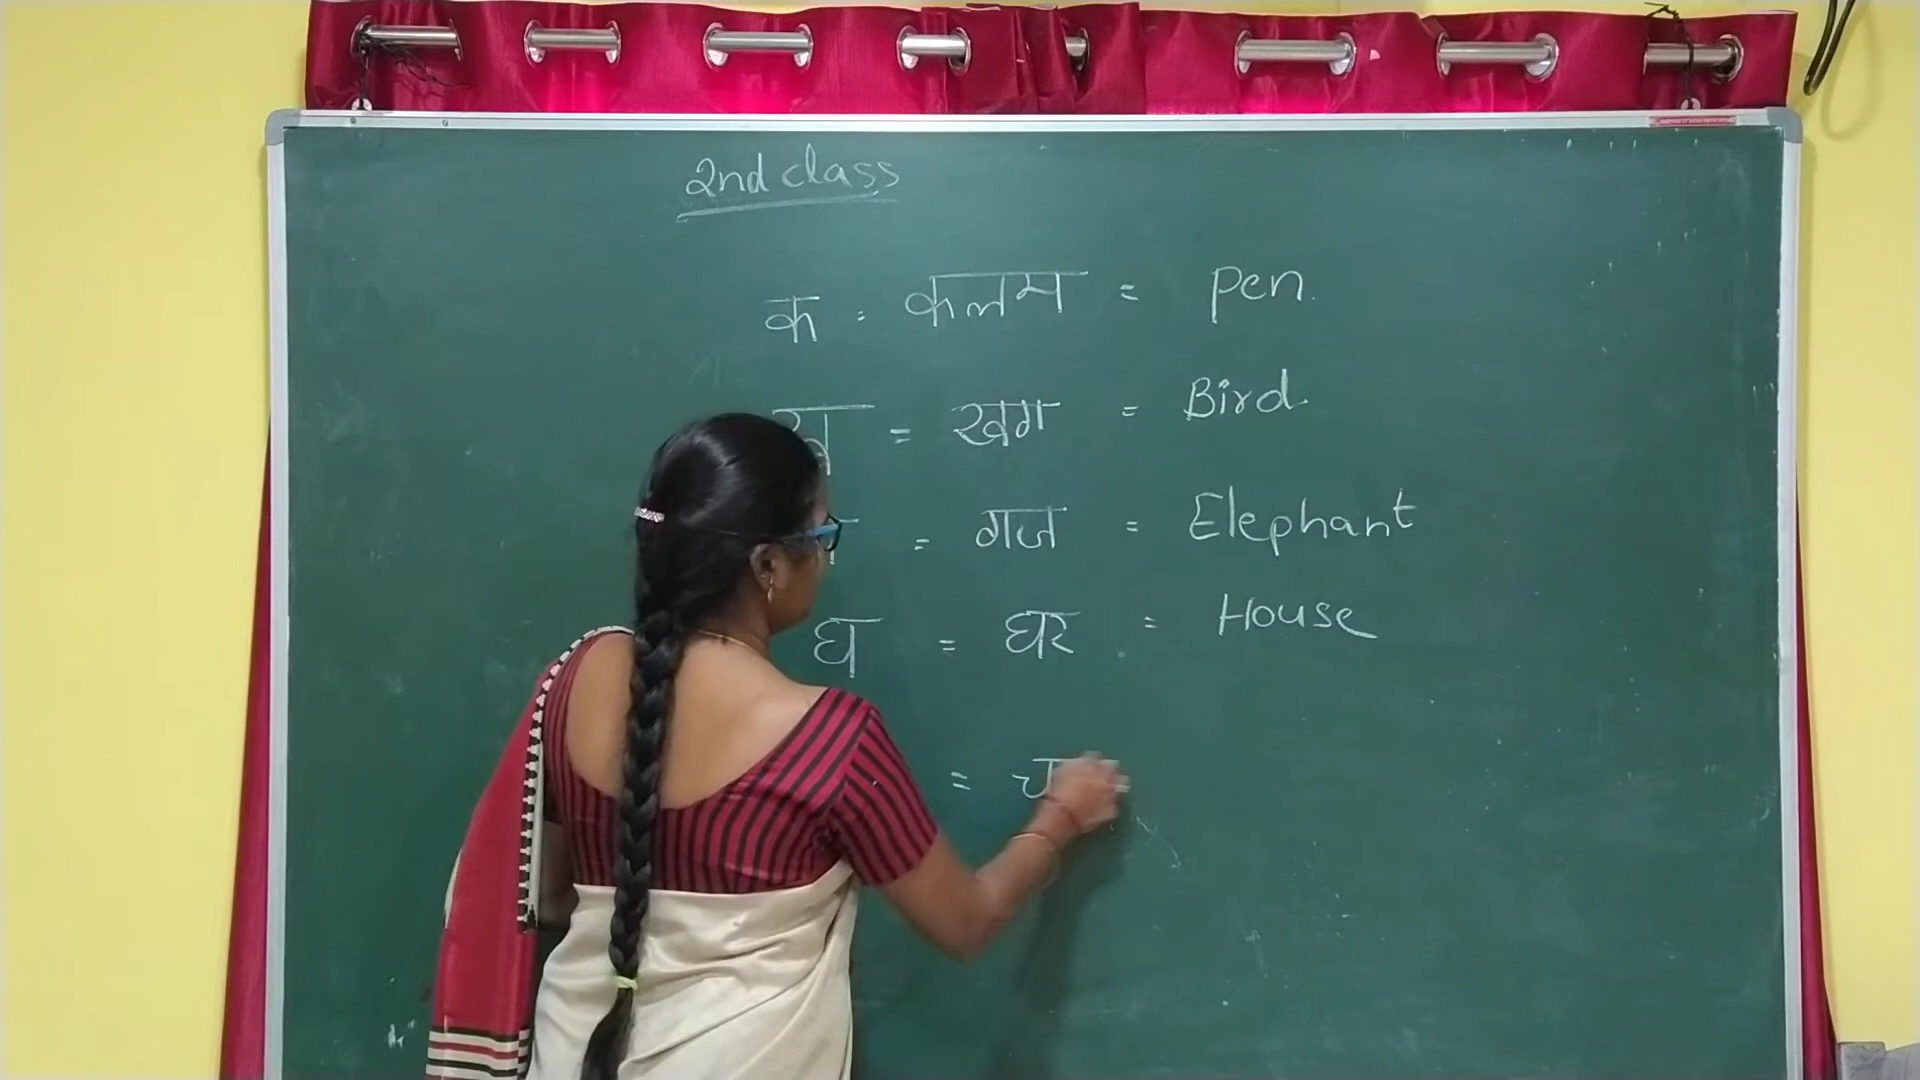 2nd class
क : कलम = pen.
ख = खग = Bird.
= गज = Elephant
घ = घर = House
= च